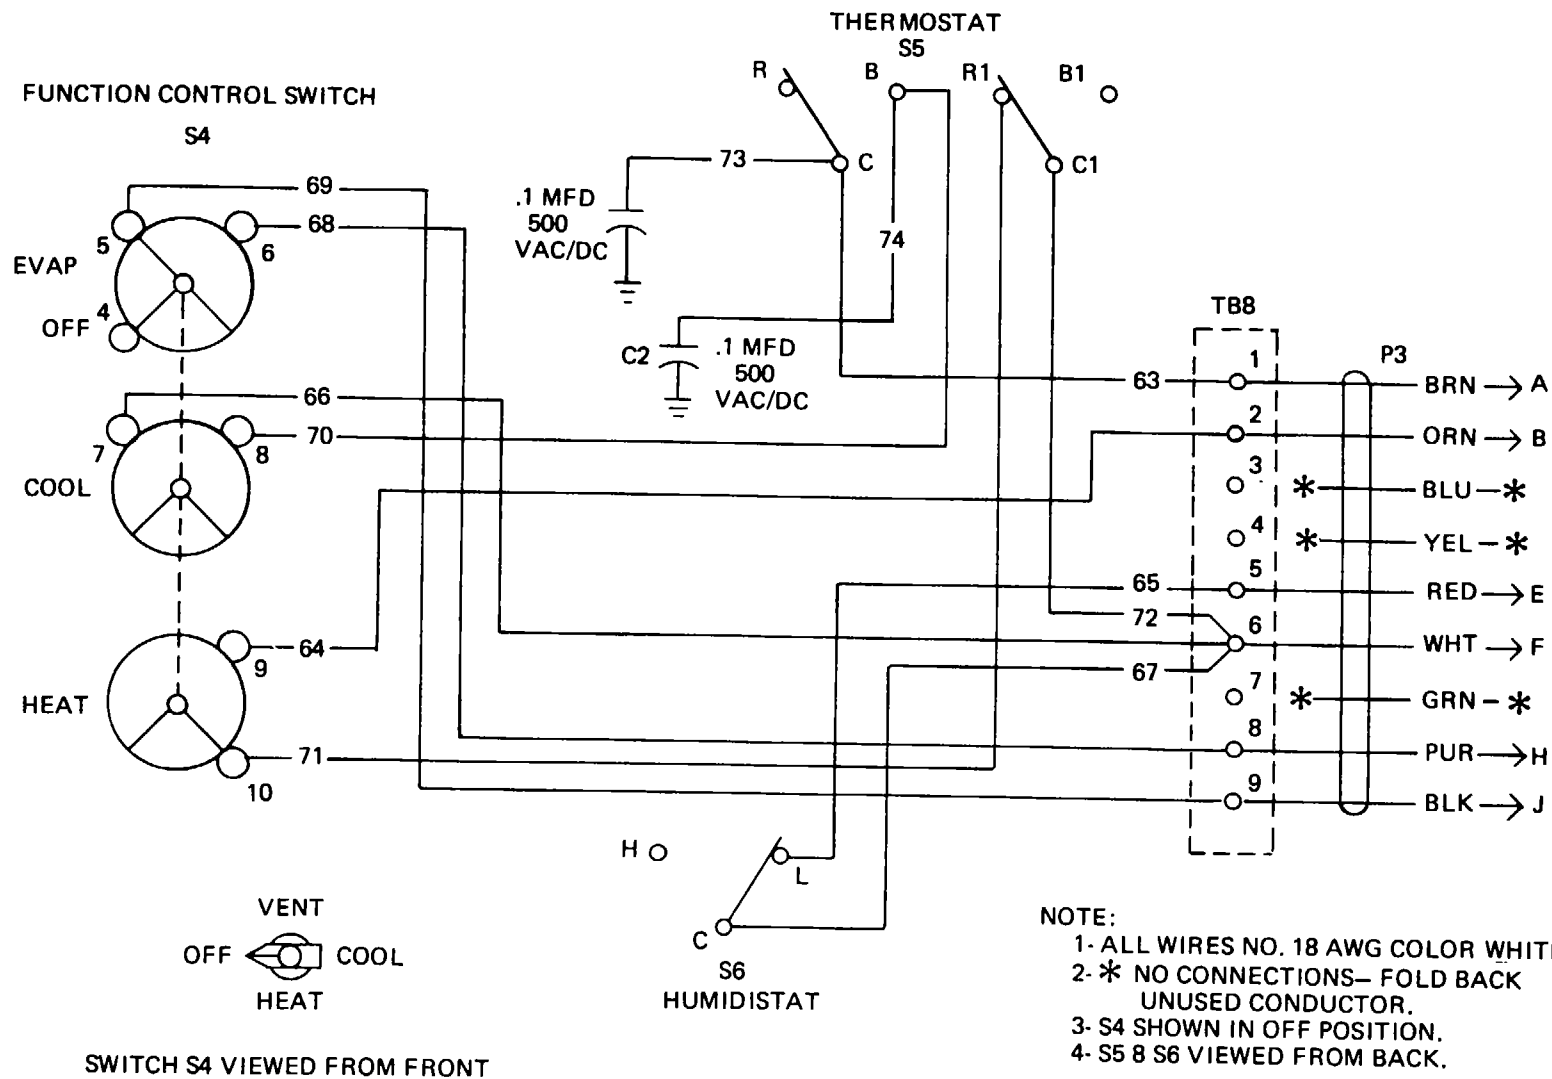 THERMOSTAT
S5
FUNCTION CONTROL SWITCH
S4
R
B
R1
B1
C
C1
73
69
68
.1 MFD
500
VAC/DC
74
5
6
EVAP
4
OFF
TB8
C2
.1 MFD
500
VAC/DC
P3
1
63
BRN
A
66
70
7
8
2
ORN
B
COOL
3
*
BLU
*
4
*
YEL
*
65
5
RED
E
72
6
WHT
F
64
9
67
7
*
GRN
*
HEAT
8
PUR
H
71
10
9
BLK
J
H
L
C
S6
HUMIDISTAT
VENT
OFF
COOL
HEAT
SWITCH S4 VIEWED FROM FRONT
NOTE:
1- ALL WIRES NO. 18 AWG COLOR WHIT
2- * NO CONNECTIONS– FOLD BACK
UNUSED CONDUCTOR.
3- S4 SHOWN IN OFF POSITION.
4- S5 8 S6 VIEWED FROM BACK.